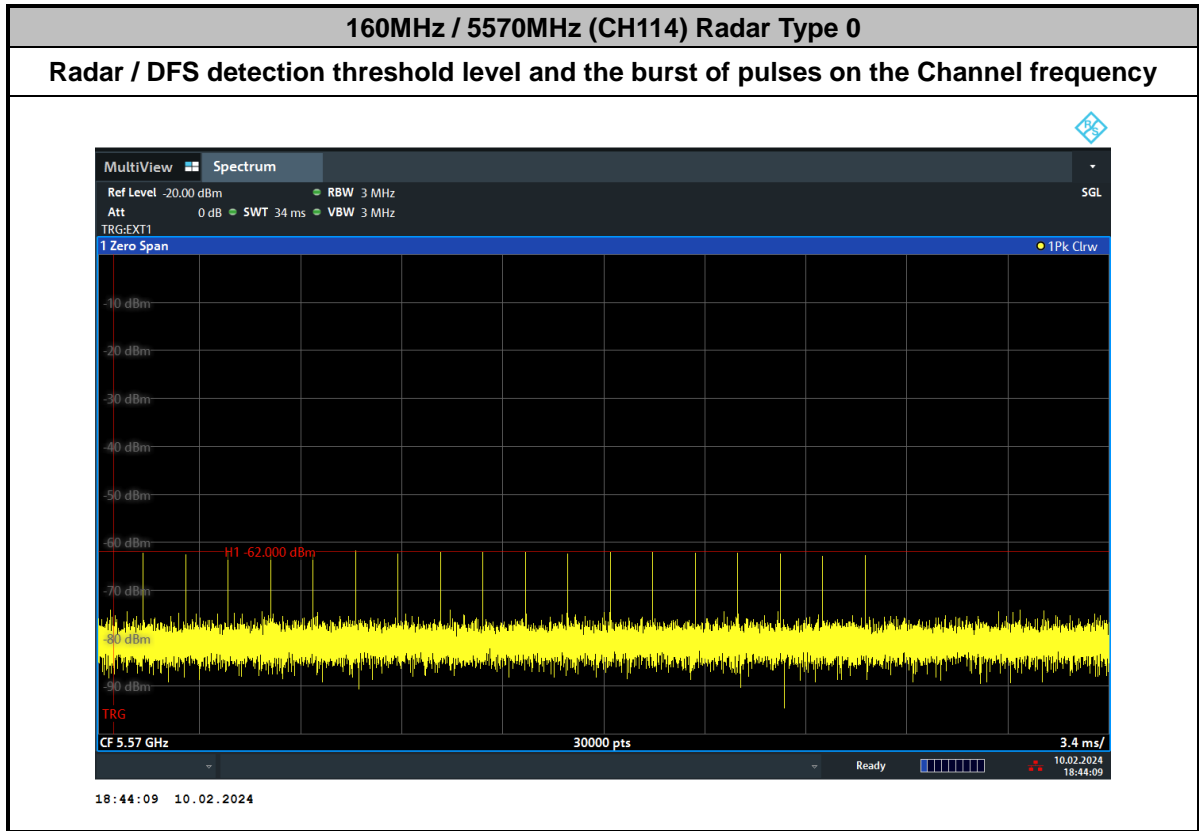 160MHz / 5570MHz (CH114) Radar Type 0
Radar / DFS detection threshold level and the burst of pulses on the Channel frequency
R&S
MultiView Spectrum
Ref Level -20.00 dBm RBW 3 MHz SGL
Att 0 dB SWT 34 ms VBW 3 MHz
TRG:EXT1
1 Zero Span 1Pk Clrw
-10 dBm
-20 dBm
-30 dBm
-40 dBm
-50 dBm
-60 dBm
H1 -62.000 dBm
-70 dBm
-80 dBm
-90 dBm
TRG
CF 5.57 GHz 30000 pts 3.4 ms/
Ready 10.02.2024
18:44:09
18:44:09 10.02.2024